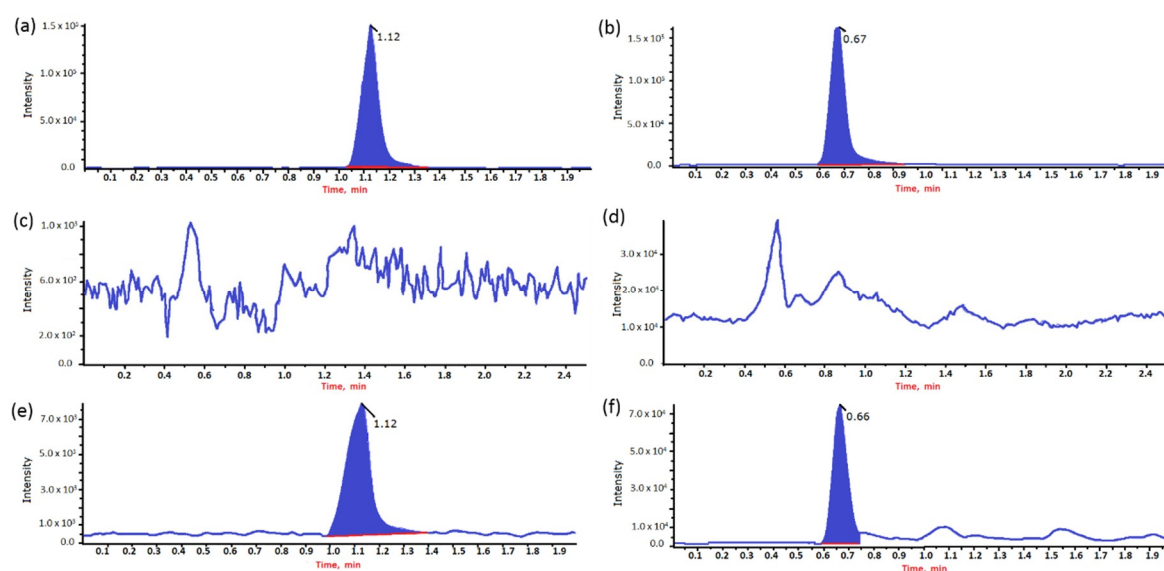 (a)
1.5 x 10⁵
1.0 x 10⁵
5.0 x 10⁴
0.0
Intensity
1.12
0.1 0.2 0.3 0.4 0.5 0.6 0.7 0.8 0.9 1.0 1.1 1.2 1.3 1.4 1.5 1.6 1.7 1.8 1.9
Time, min
(b)
1.5 x 10⁵
1.0 x 10⁵
5.0 x 10⁴
0.0
Intensity
0.67
0.1 0.2 0.3 0.4 0.5 0.6 0.7 0.8 0.9 1.0 1.1 1.2 1.3 1.4 1.5 1.6 1.7 1.8 1.9
Time, min
(c)
1.0 x 10³
6.0 x 10²
2.0 x 10²
0.0
Intensity
0.2 0.4 0.6 0.8 1.0 1.2 1.4 1.6 1.8 2.0 2.2 2.4
Time, min
(d)
3.0 x 10⁴
2.0 x 10⁴
1.0 x 10⁴
0.0
Intensity
0.2 0.4 0.6 0.8 1.0 1.2 1.4 1.6 1.8 2.0 2.2 2.4
Time, min
(e)
7.0 x 10³
5.0 x 10³
3.0 x 10³
1.0 x 10³
0.0
Intensity
1.12
0.1 0.2 0.3 0.4 0.5 0.6 0.7 0.8 0.9 1.0 1.1 1.2 1.3 1.4 1.5 1.6 1.7 1.8 1.9
Time, min
(f)
7.0 x 10⁴
5.0 x 10⁴
3.0 x 10⁴
1.0 x 10⁴
0.0
Intensity
0.66
0.1 0.2 0.3 0.4 0.5 0.6 0.7 0.8 0.9 1.0 1.1 1.2 1.3 1.4 1.5 1.6 1.7 1.8 1.9
Time, min